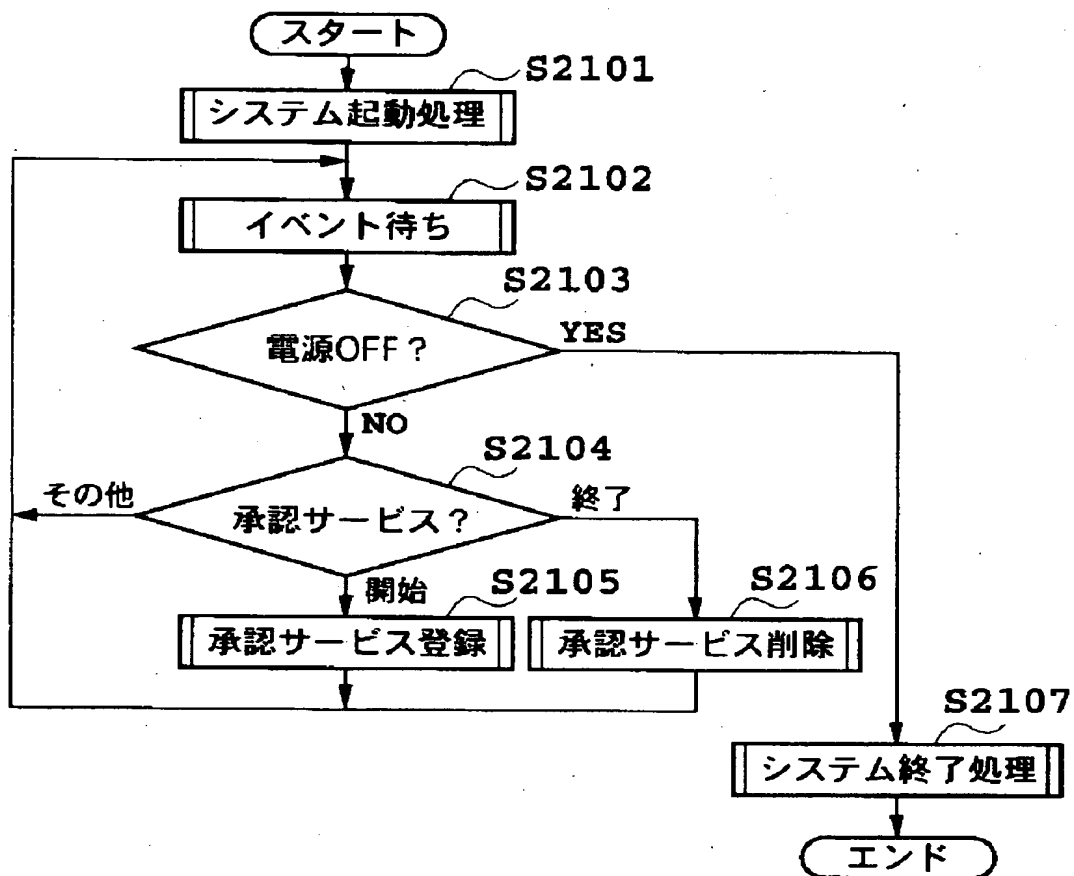 スタート
S2101
システム起動処理
S2102
イベント待ち
S2103
電源OFF?
YES
NO
S2104
その他
承認サービス?
終了
開始
S2105
S2106
承認サービス登録
承認サービス削除
S2107
システム終了処理
エンド